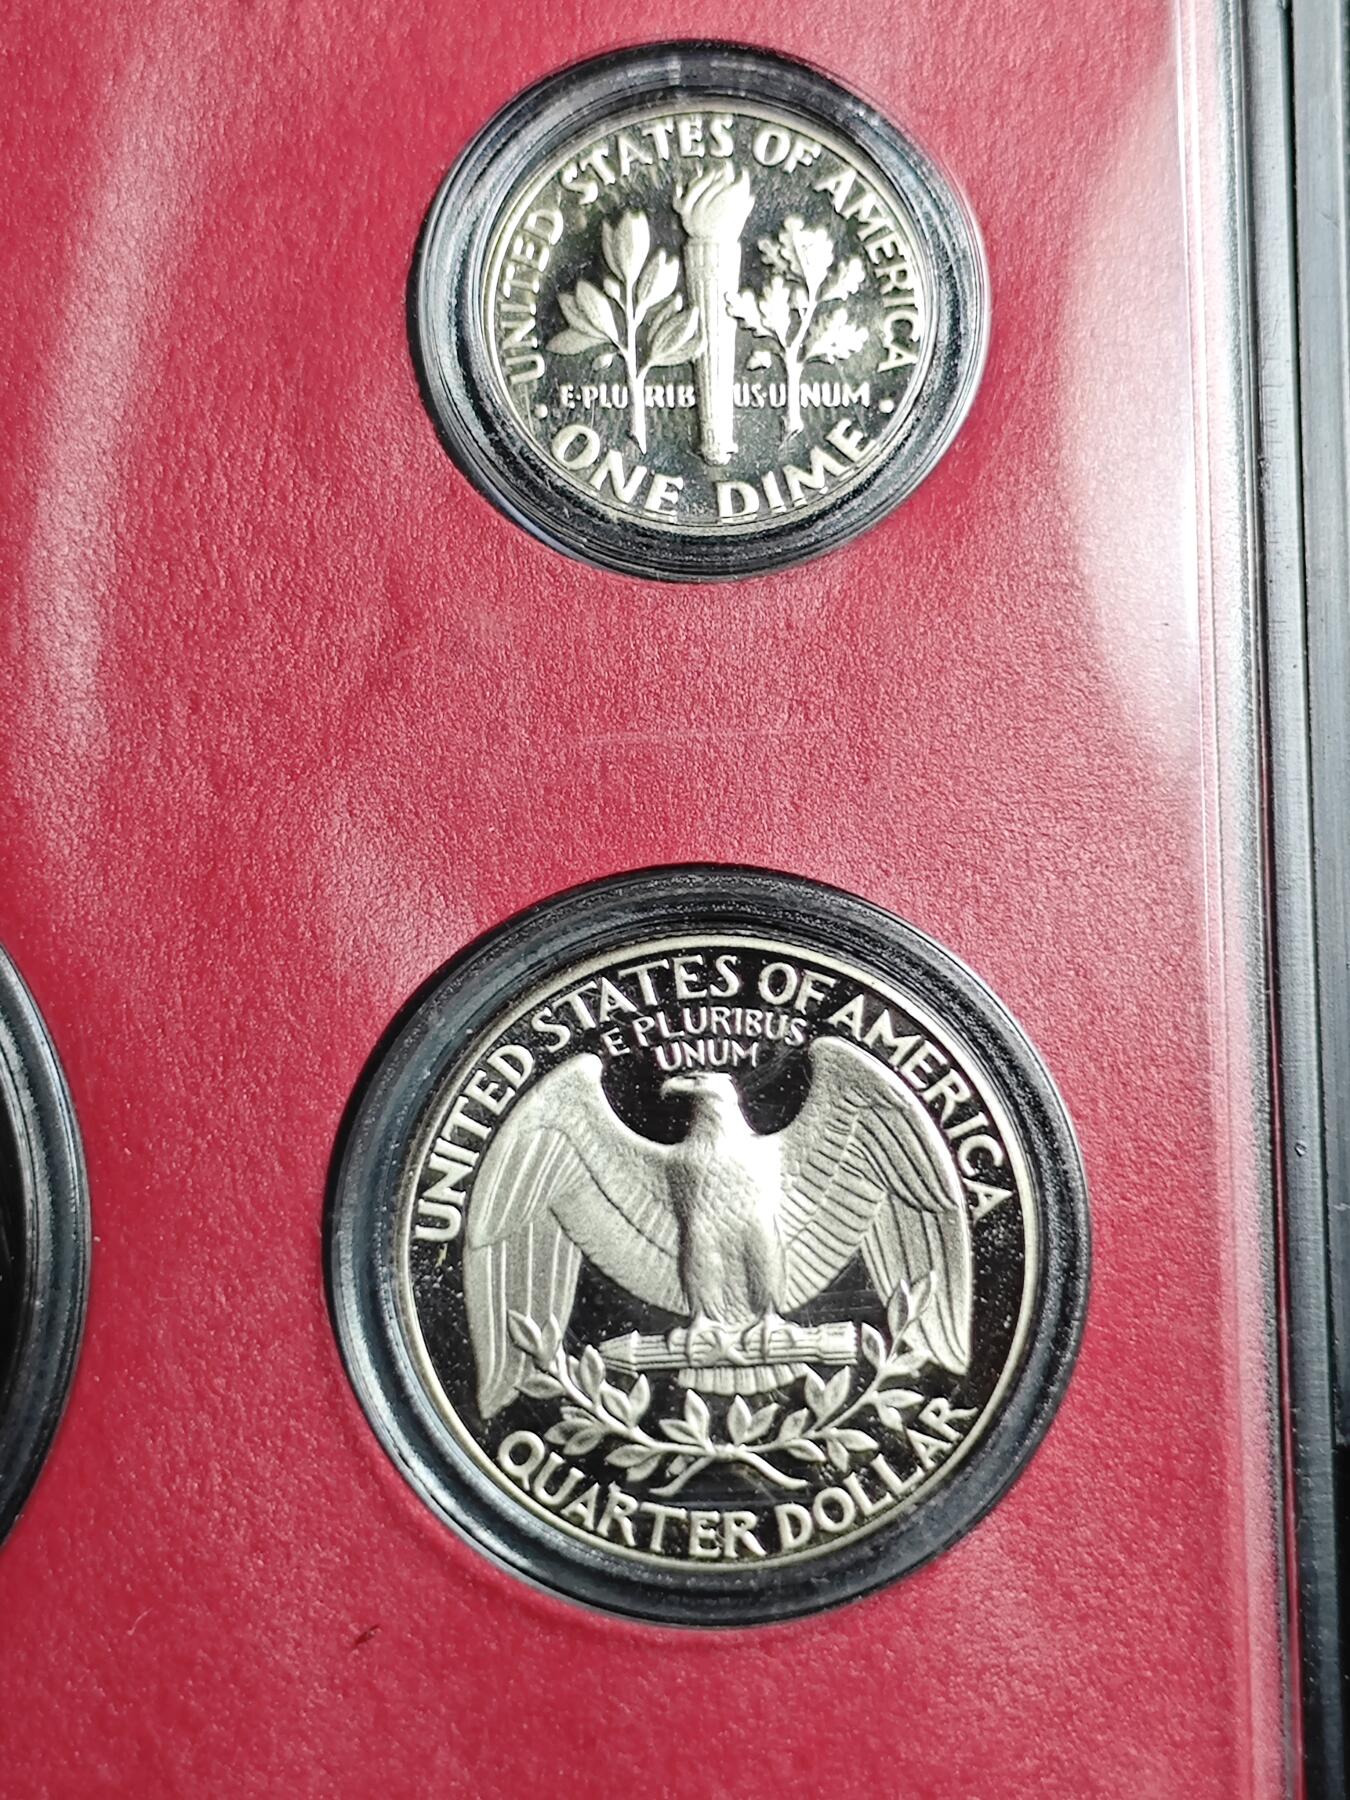 UNITED STATES OF AMERICA
E·PLURIBUS·UNUM
· ONE DIME ·
UNITED STATES OF AMERICA
E PLURIBUS
UNUM
QUARTER DOLLAR